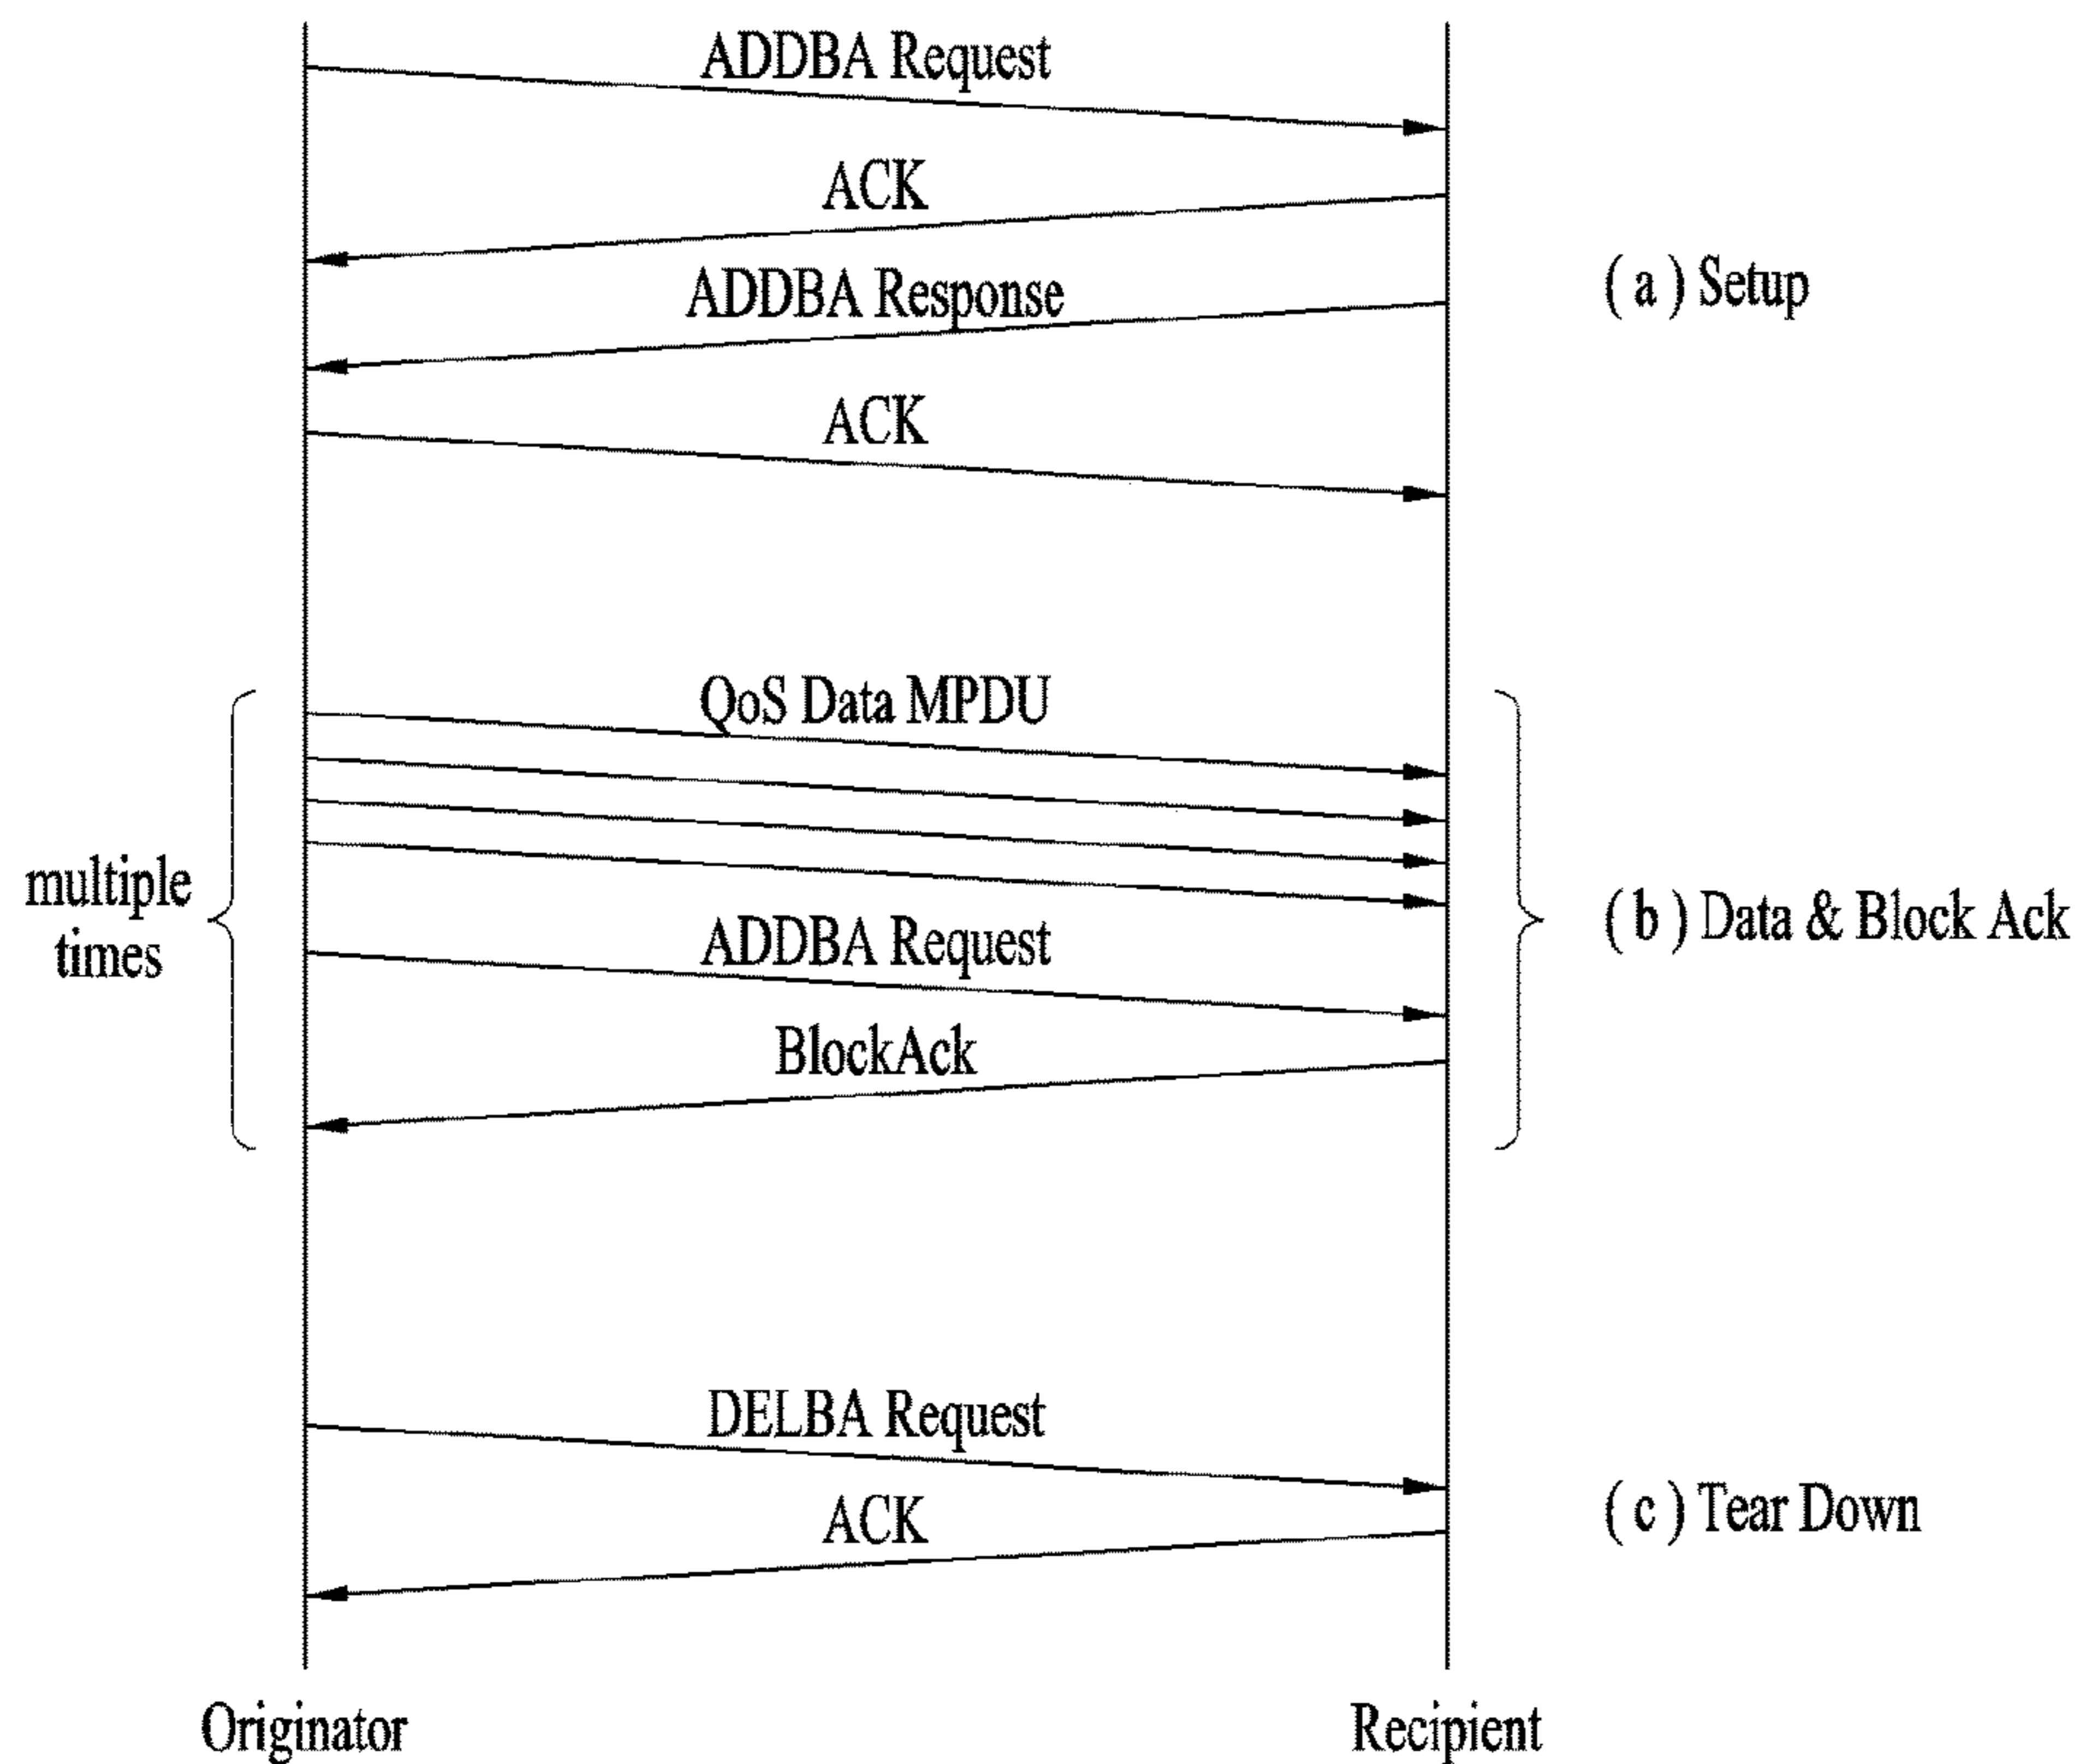 ADDBA Request
ACK
ADDBA Response
( a ) Setup
ACK
QoS Data MPDU
multiple
times
ADDBA Request
( b ) Data & Block Ack
BlockAck
DELBA Request
ACK
( c ) Tear Down
Originator
Recipient